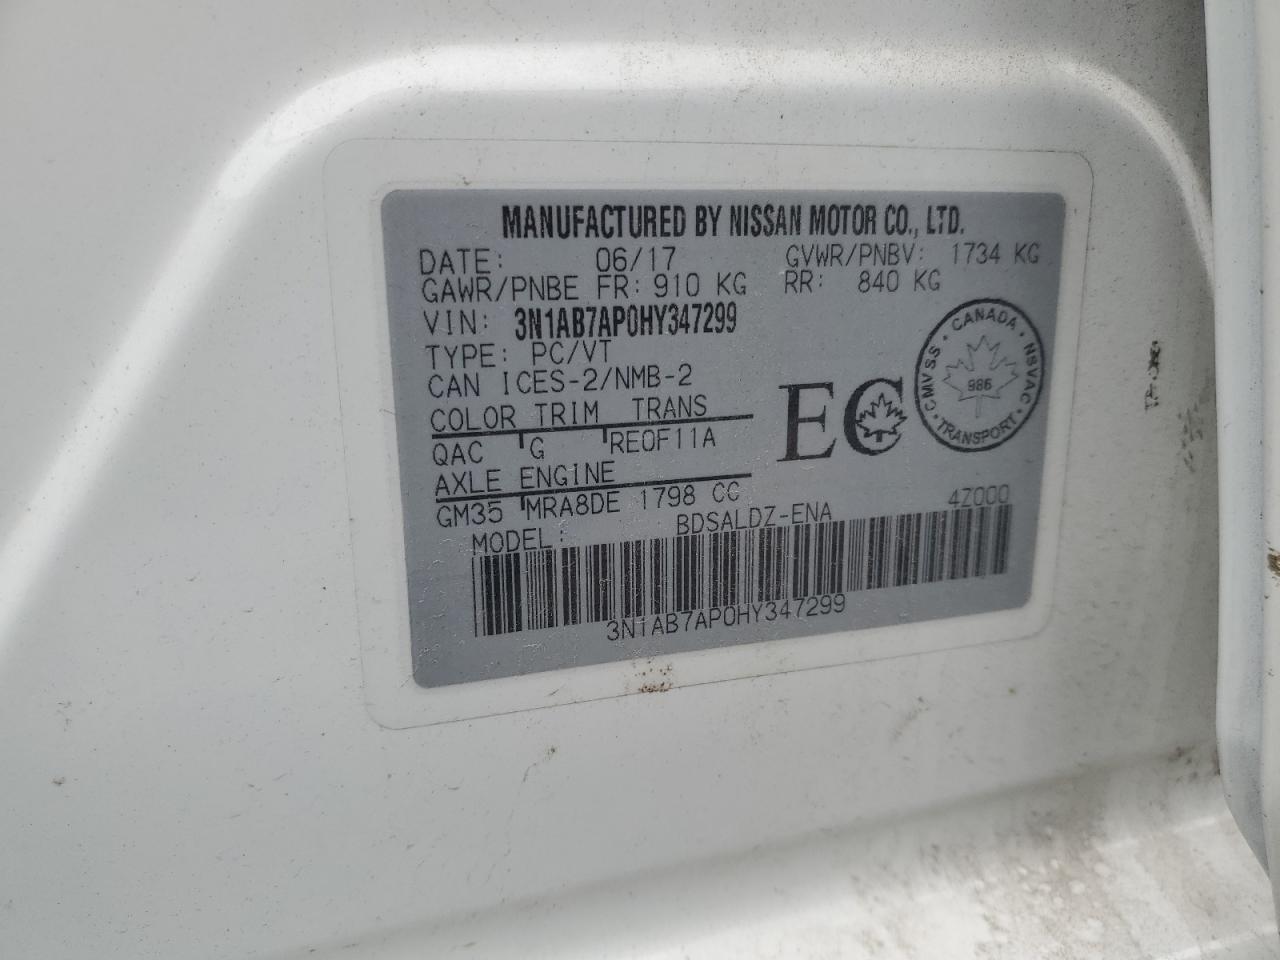 MANUFACTURED BY NISSAN MOTOR CO., LTD.
DATE: 06/17 GVWR/PNBV: 1734 KG
GAWR/PNBE FR: 910 KG RR: 840 KG
VIN: 3N1AB7AP0HY347299
TYPE: PC/VT
CAN ICES-2/NMB-2
COLOR TRIM TRANS
QAC G RE0F11A
AXLE ENGINE
GM35 MRA8DE 1798 CC
MODEL: BDSALDZ-ENA 4Z000
3N1AB7AP0HY347299
EC
CANADA
CMVSS NSVAC
986
TRANSPORT